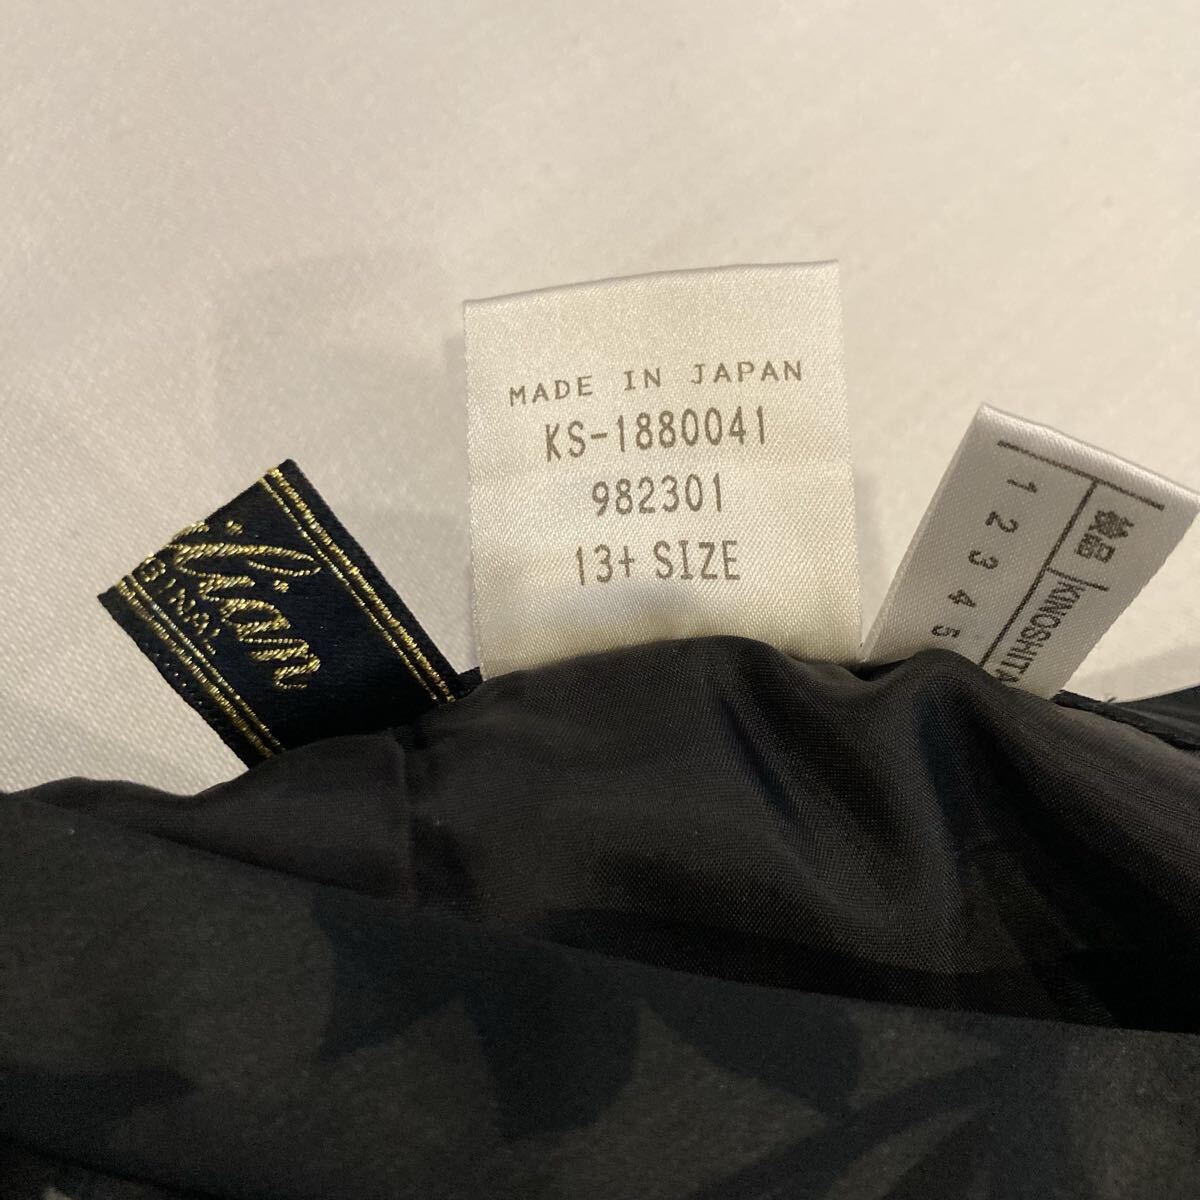 MADE IN JAPAN
KS-1880041
982301
13+ SIZE
検品 KINOSHITA
1 2 3 4 5